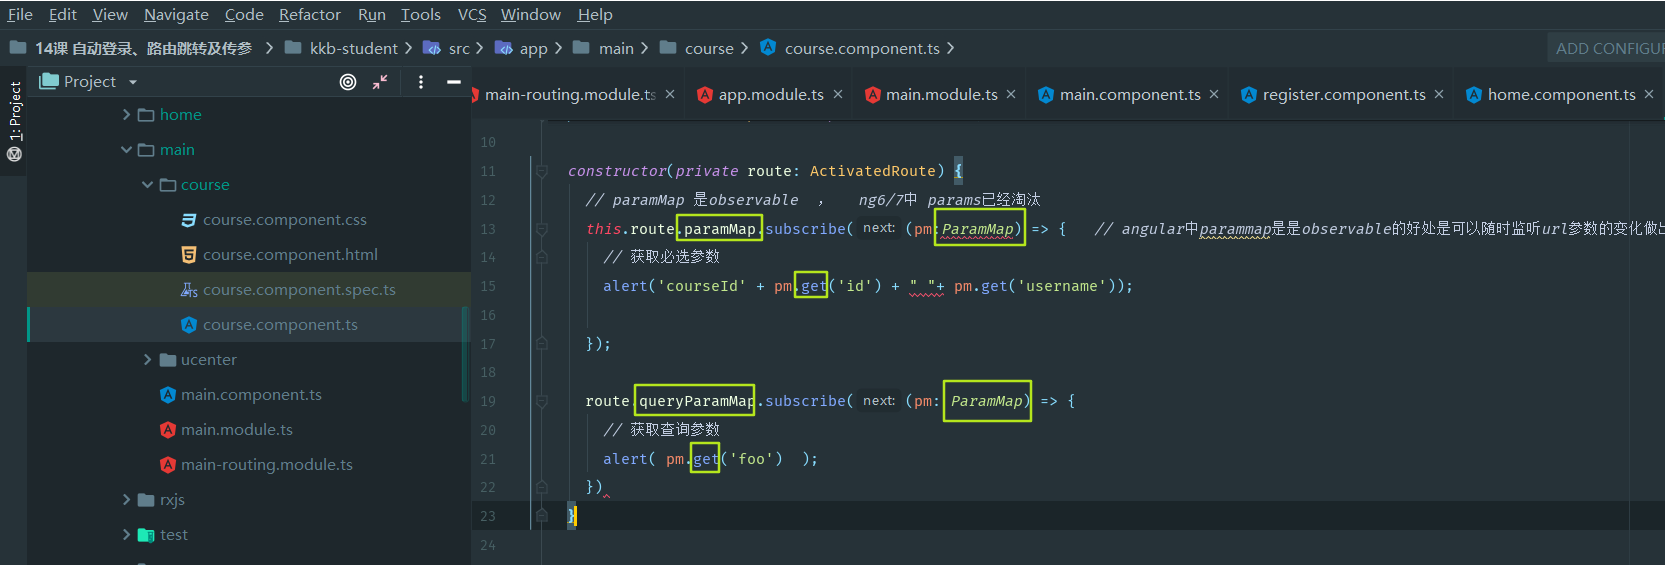 File Edit View Navigate Code Refactor Run Tools VCS Window Help
14课 自动登录、路由跳转及传参 kkb-student src app main course course.component.ts ADD CONFIGUR
1: Project
Project
main-routing.module.ts app.module.ts main.module.ts main.component.ts register.component.ts home.component.ts
home
main
course
course.component.css
course.component.html
course.component.spec.ts
course.component.ts
ucenter
main.component.ts
main.module.ts
main-routing.module.ts
rxjs
test
10
11 constructor(private route: ActivatedRoute) {
12 // paramMap 是observable ， ng6/7中 params已经淘汰
13 this.route.paramMap.subscribe( next: (pm:ParamMap) => { // angular中parammap是是observable的好处是可以随时监听url参数的变化做出
14 // 获取必选参数
15 alert('courseId' + pm.get('id') + " "+ pm.get('username'));
16
17 });
18
19 route.queryParamMap.subscribe( next: (pm: ParamMap) => {
20 // 获取查询参数
21 alert( pm.get('foo') );
22 })
23 }
24